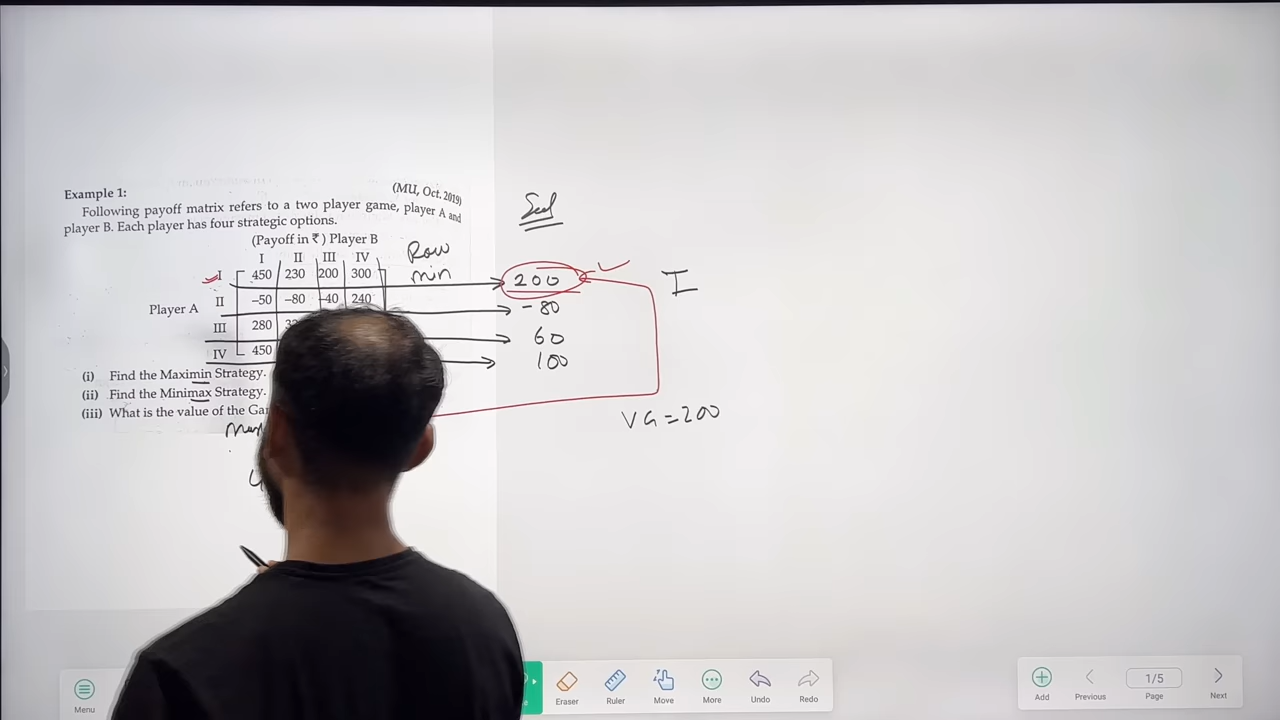 Example 1:
(MU, Oct. 2019)
Following payoff matrix refers to a two player game, player A and
player B. Each player has four strategic options.
(Payoff in ₹) Player B
I II III IV
I 450 230 200 300
Player A II –50 –80 –40 240
III 280
IV 450
(i) Find the Maximin Strategy.
(ii) Find the Minimax Strategy.
(iii) What is the value of the
Row
min
200
-80
60
100
I
VG = 200
Menu
Eraser
Ruler
Move
More
Undo
Redo
Add
Previous
1/5
Page
Next